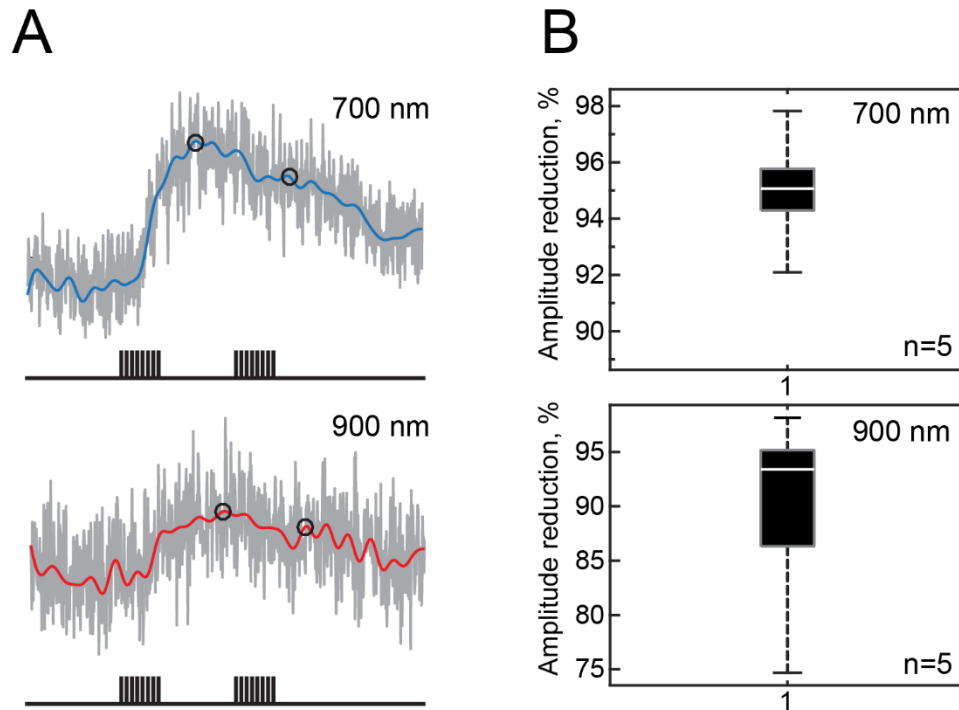 A
700 nm
900 nm
B
Amplitude reduction, %
98
96
94
92
90
700 nm
n=5
1
Amplitude reduction, %
95
90
85
80
75
900 nm
n=5
1